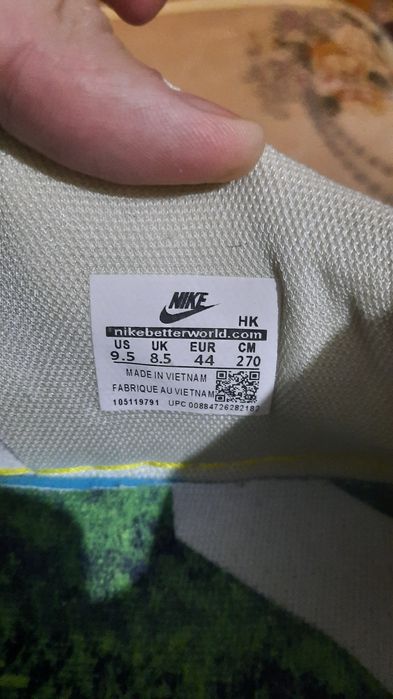 NIKE
HK
nikebetterworld.com
US UK EUR CM
9.5 8.5 44 270
MADE IN VIETNAM
FABRIQUE AU VIETNAM
105119791 UPC 00884726282182